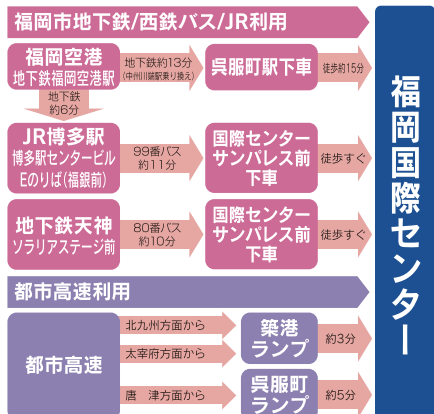 福岡市地下鉄/西鉄バス/JR利用
福岡空港
地下鉄福岡空港駅
地下鉄約13分
(中州川端駅乗り換え)
呉服町駅下車
徒歩約15分
地下鉄
約6分
JR博多駅
博多駅センタービル
Eのりば(福銀前)
99番バス
約11分
国際センター
サンパレス前
下車
徒歩すぐ
地下鉄天神
ソラリアステージ前
80番バス
約10分
国際センター
サンパレス前
下車
徒歩すぐ
都市高速利用
都市高速
北九州方面から
太宰府方面から
築港
ランプ
約3分
唐 津方面から
呉服町
ランプ
約5分
福岡国際センター